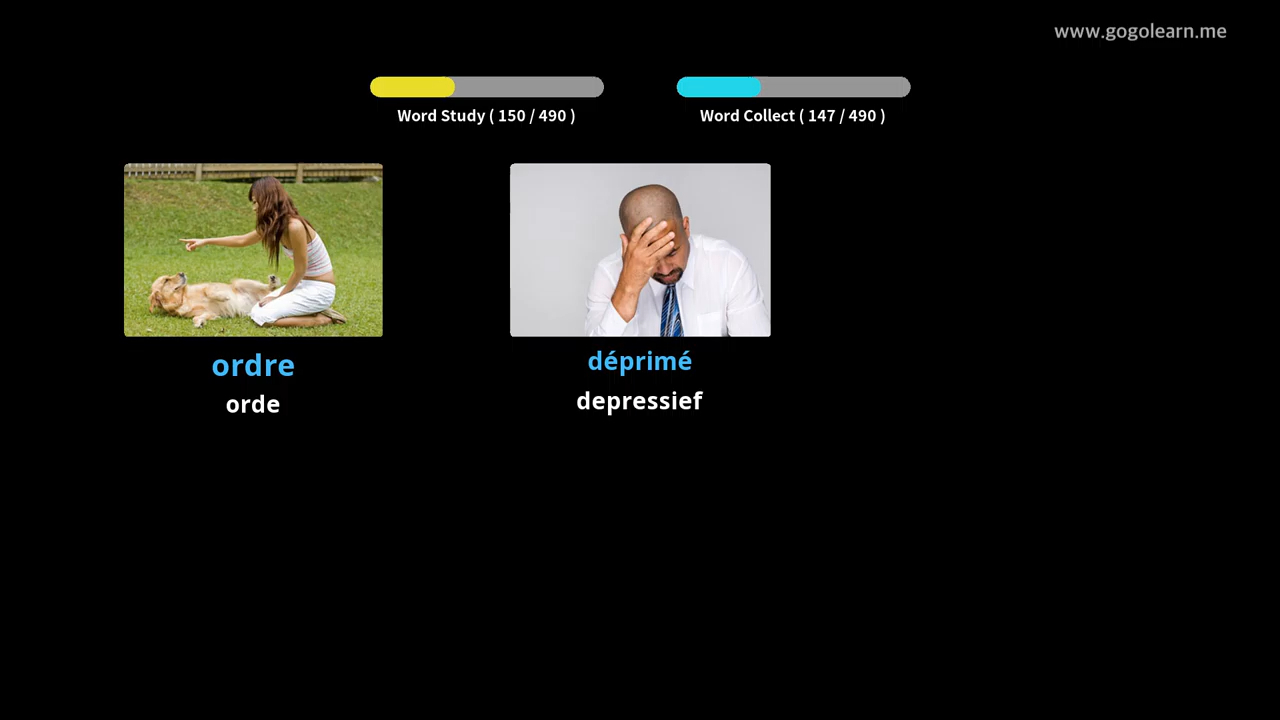 www.gogolearn.me
Word Study ( 150 / 490 )
Word Collect ( 147 / 490 )
ordre
orde
déprimé
depressief